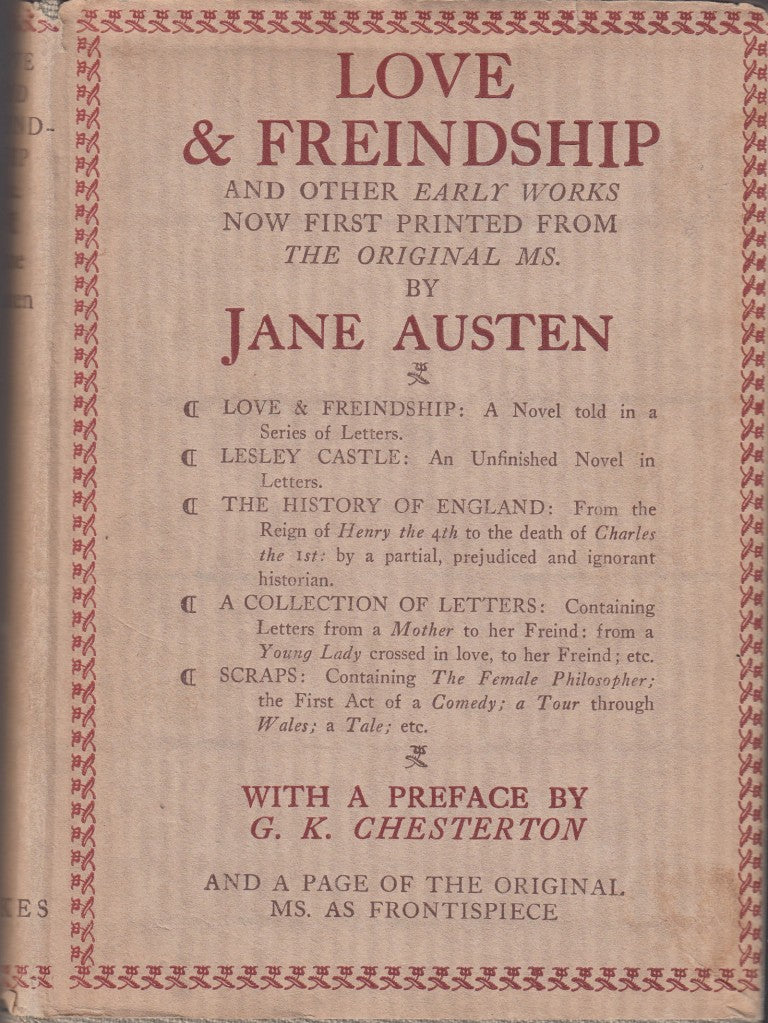 LOVE
& FREINDSHIP
AND OTHER EARLY WORKS
NOW FIRST PRINTED FROM
THE ORIGINAL MS.
BY
JANE AUSTEN
LOVE & FREINDSHIP: A Novel told in a
Series of Letters.
LESLEY CASTLE: An Unfinished Novel in
Letters.
THE HISTORY OF ENGLAND: From the
Reign of Henry the 4th to the death of Charles
the 1st: by a partial, prejudiced and ignorant
historian.
A COLLECTION OF LETTERS: Containing
Letters from a Mother to her Freind: from a
Young Lady crossed in love, to her Freind; etc.
SCRAPS: Containing The Female Philosopher;
the First Act of a Comedy; a Tour through
Wales; a Tale; etc.
WITH A PREFACE BY
G. K. CHESTERTON
AND A PAGE OF THE ORIGINAL
MS. AS FRONTISPIECE